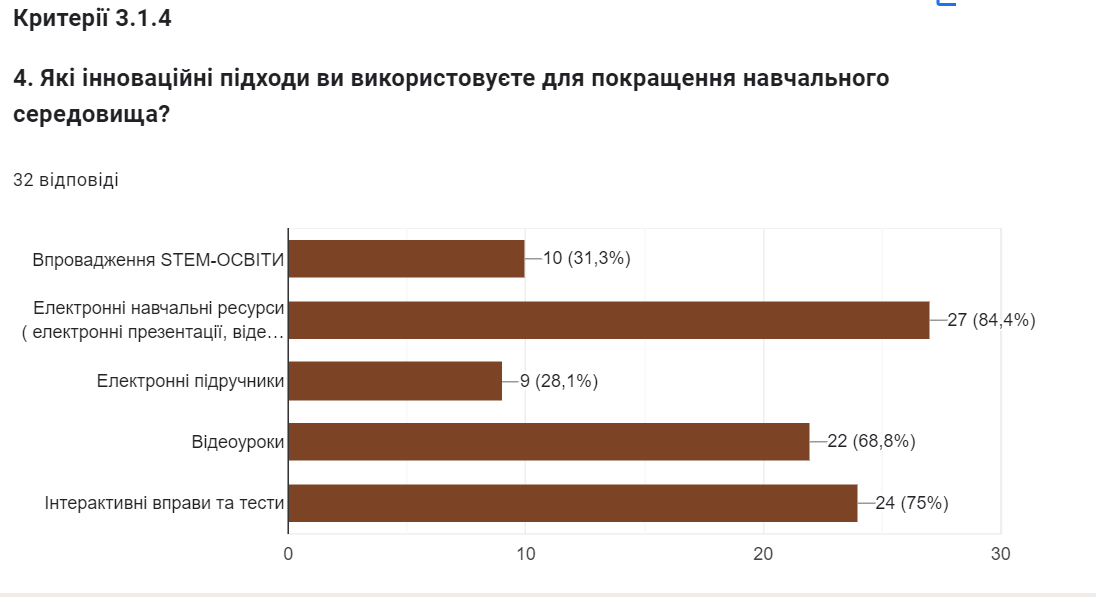 Критерії 3.1.4
4. Які інноваційні підходи ви використовуєте для покращення навчального
середовища?
32 відповіді
Впровадження STEM-ОСВІТИ
10 (31,3%)
Електронні навчальні ресурси
( електронні презентації, віде…
27 (84,4%)
Електронні підручники
9 (28,1%)
Відеоуроки
22 (68,8%)
Інтерактивні вправи та тести
24 (75%)
0 10 20 30